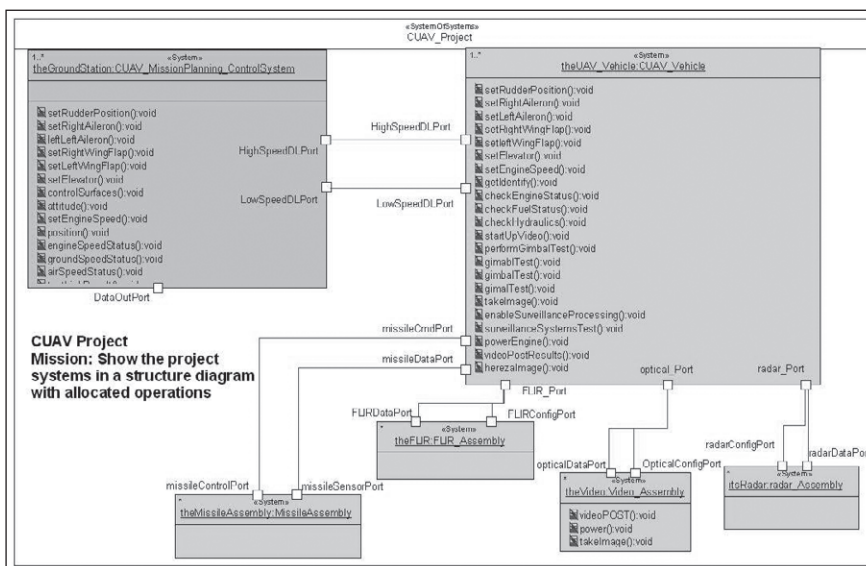 «SystemOfSystems»
CUAV_Project
1..*
«System»
theGroundStation:CUAV_MissionPlanning_ControlSystem
setRudderPosition():void
setRightAileron():void
leftLeftAileron():void
setRightWingFlap():void
setLeftWingFlap():void
setElevator():void
controlSurfaces():void
attitude():void
setEngineSpeed():void
position():void
engineSpeedStatus():void
groundSpeedStatus():void
airSpeedStatus():void
HighSpeedDLPort
LowSpeedDLPort
DataOutPort
HighSpeedDLPort
LowSpeedDLPort
1..*
«System»
theUAV_Vehicle:CUAV_Vehicle
setRudderPosition():void
setRightAileron():void
setLeftAileron():void
setRightWingFlap():void
setleftWingFlap():void
setElevator():void
setEngineSpeed():void
gotIdentify():void
checkEngineStatus():void
checkFuelStatus():void
checkHydraulics():void
startUpVideo():void
performGimbalTest():void
gimablTest():void
gimbalTest():void
gimalTest():void
takeImage():void
enableSurveillanceProcessing():void
surveillanceSystemsTest():void
powerEngine():void
videoPostResults():void
herezaImage():void
missileCmdPort
missileDataPort
optical_Port
radar_Port
FLIR_Port
CUAV Project
Mission: Show the project
systems in a structure diagram
with allocated operations
FLIRDataPort
FLIRConfigPort
*
«System»
theFLIR:FLIR_Assembly
missileControlPort
missileSensorPort
*
«System»
theMissileAssembly:MissileAssembly
opticalDataPort
OpticalConfigPort
*
«System»
theVideo:Video_Assembly
videoPOST():void
power():void
takeImage():void
radarConfigPort
radarDataPort
*
«System»
itsRadar:radar_Assembly